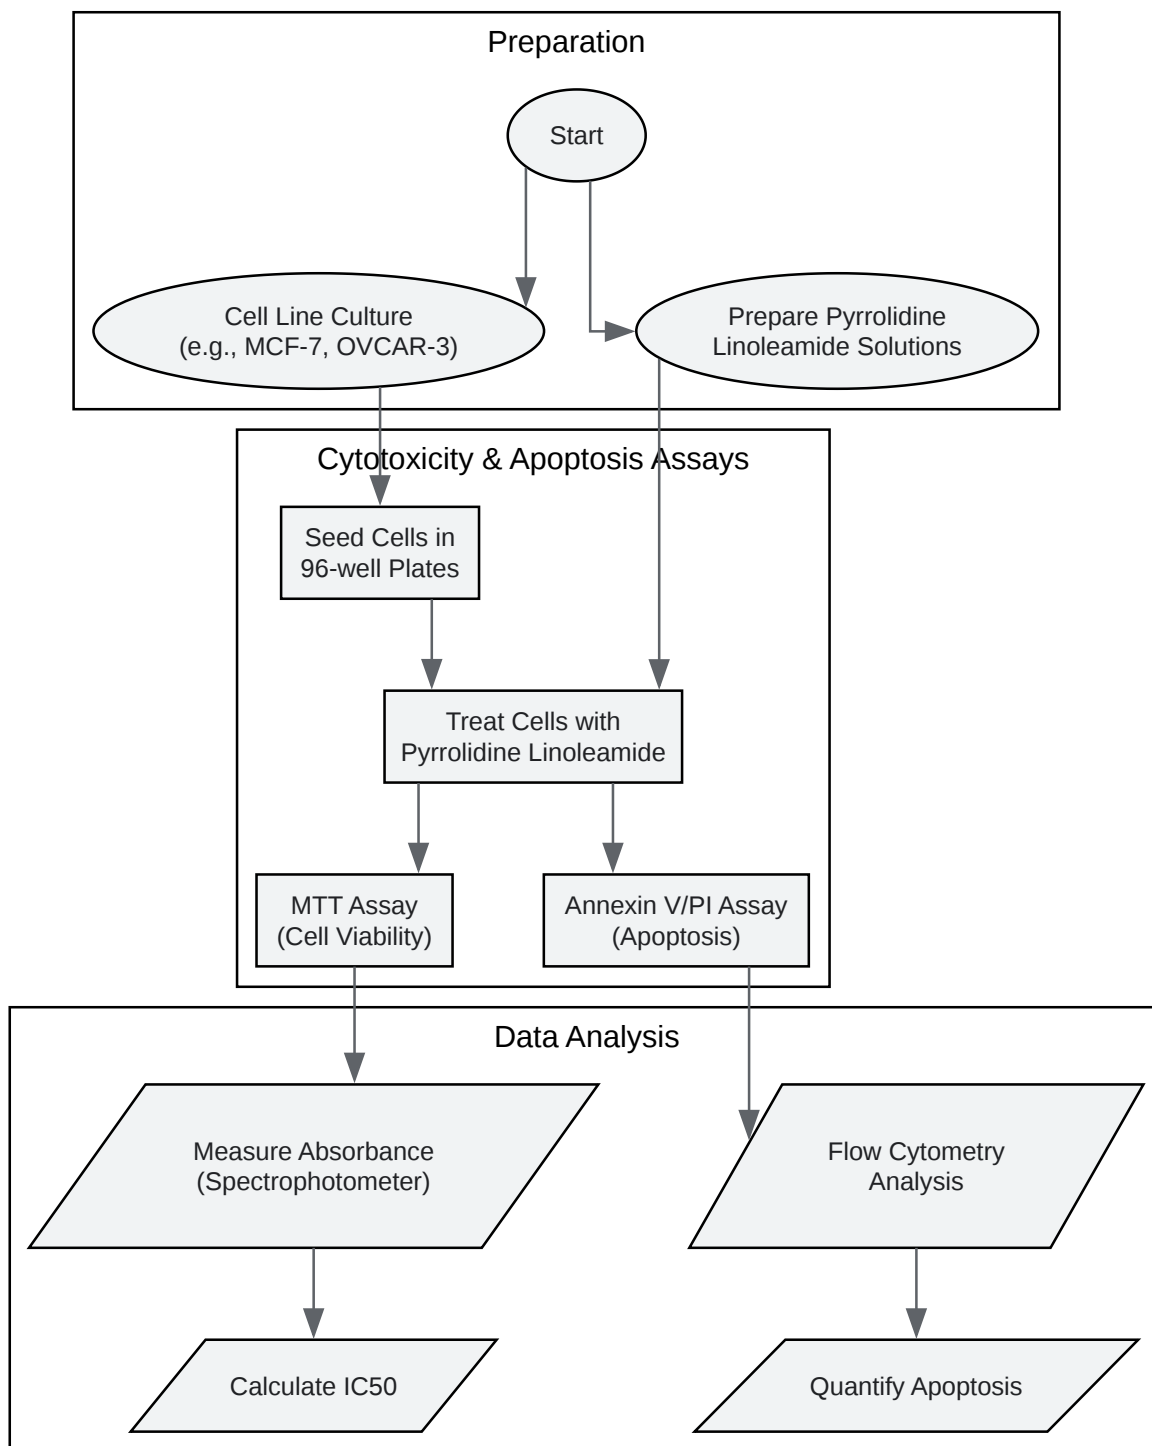 Preparation
Start
Cell Line Culture
(e.g., MCF-7, OVCAR-3)
Prepare Pyrrolidine
Linoleamide Solutions
Cytotoxicity & Apoptosis Assays
Seed Cells in
96-well Plates
Treat Cells with
Pyrrolidine Linoleamide
MTT Assay
(Cell Viability)
Annexin V/PI Assay
(Apoptosis)
Data Analysis
Measure Absorbance
(Spectrophotometer)
Flow Cytometry
Analysis
Calculate IC50
Quantify Apoptosis